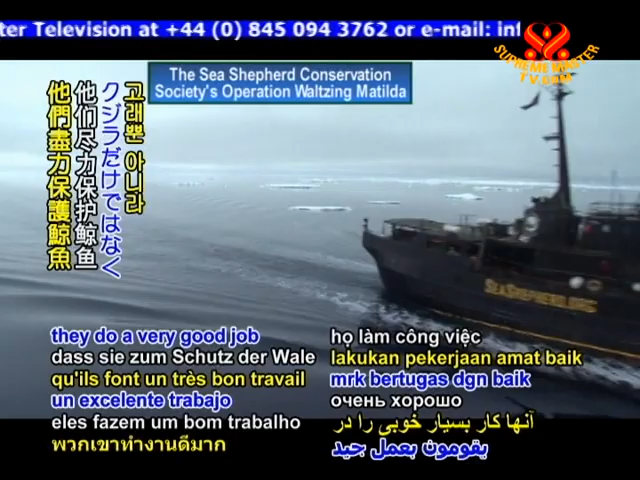 ter Television at +44 (0) 845 094 3762 or e-mail: inf
SUPREME MASTER
TV.COM
The Sea Shepherd Conservation
Society's Operation Waltzing Matilda
고래뿐 아니라
クジラだけではなく
他们尽力保护鲸鱼
他們盡力保護鯨魚
SEASHEPHERD.ORG
they do a very good job
dass sie zum Schutz der Wale
qu'ils font un très bon travail
un excelente trabajo
eles fazem um bom trabalho
พวกเขาทำงานดีมาก
họ làm công việc
lakukan pekerjaan amat baik
mrk bertugas dgn baik
очень хорошо
آنها کار بسیار خوبی را در
يقومون بعمل جيد